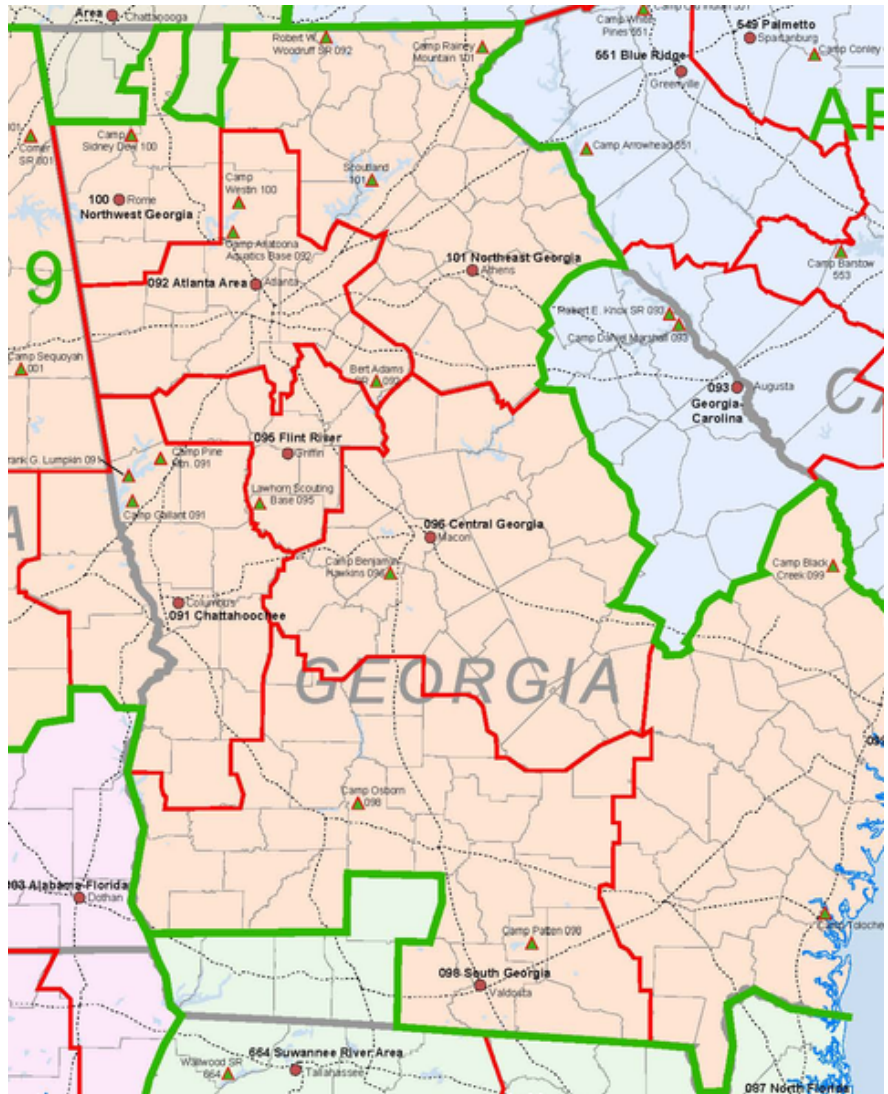 Area
Chattanooga
Robert W.
Woodruff SR 092
Camp Rainey
Mountain 101
Camp White
Pines 551
549 Palmetto
Spartanburg
Camp Conley
551 Blue Ridge
Greenville
AP
Comer
SR 001
Camp
Sidney Dew 100
Camp Arrowhead 551
Scoutland
101
Camp
Westin 100
100
Rome
Northwest Georgia
Camp Allatoona
Aquatics Base 092
101 Northeast Georgia
Athens
Camp Barstow
553
9
092 Atlanta Area
Atlanta
Robert E. Knox SR 093
Camp Daniel Marshall 093
Camp Sequoyah
001
Bert Adams
SR 092
093
Augusta
Georgia-
Carolina
CA
095 Flint River
Griffin
Frank G. Lumpkin 091
Camp Pine
Mtn. 091
Lawhorn Scouting
Base 095
Camp Gallant 091
096 Central Georgia
Macon
A
Camp Benjamin
Hawkins 096
Camp Black
Creek 099
Columbus
091 Chattahoochee
GEORGIA
Camp Osborn
098
003 Alabama-Florida
Dothan
Camp Patten 098
098 South Georgia
Valdosta
664 Suwannee River Area
Tallahassee
Wallwood SR
664
087 North Florida